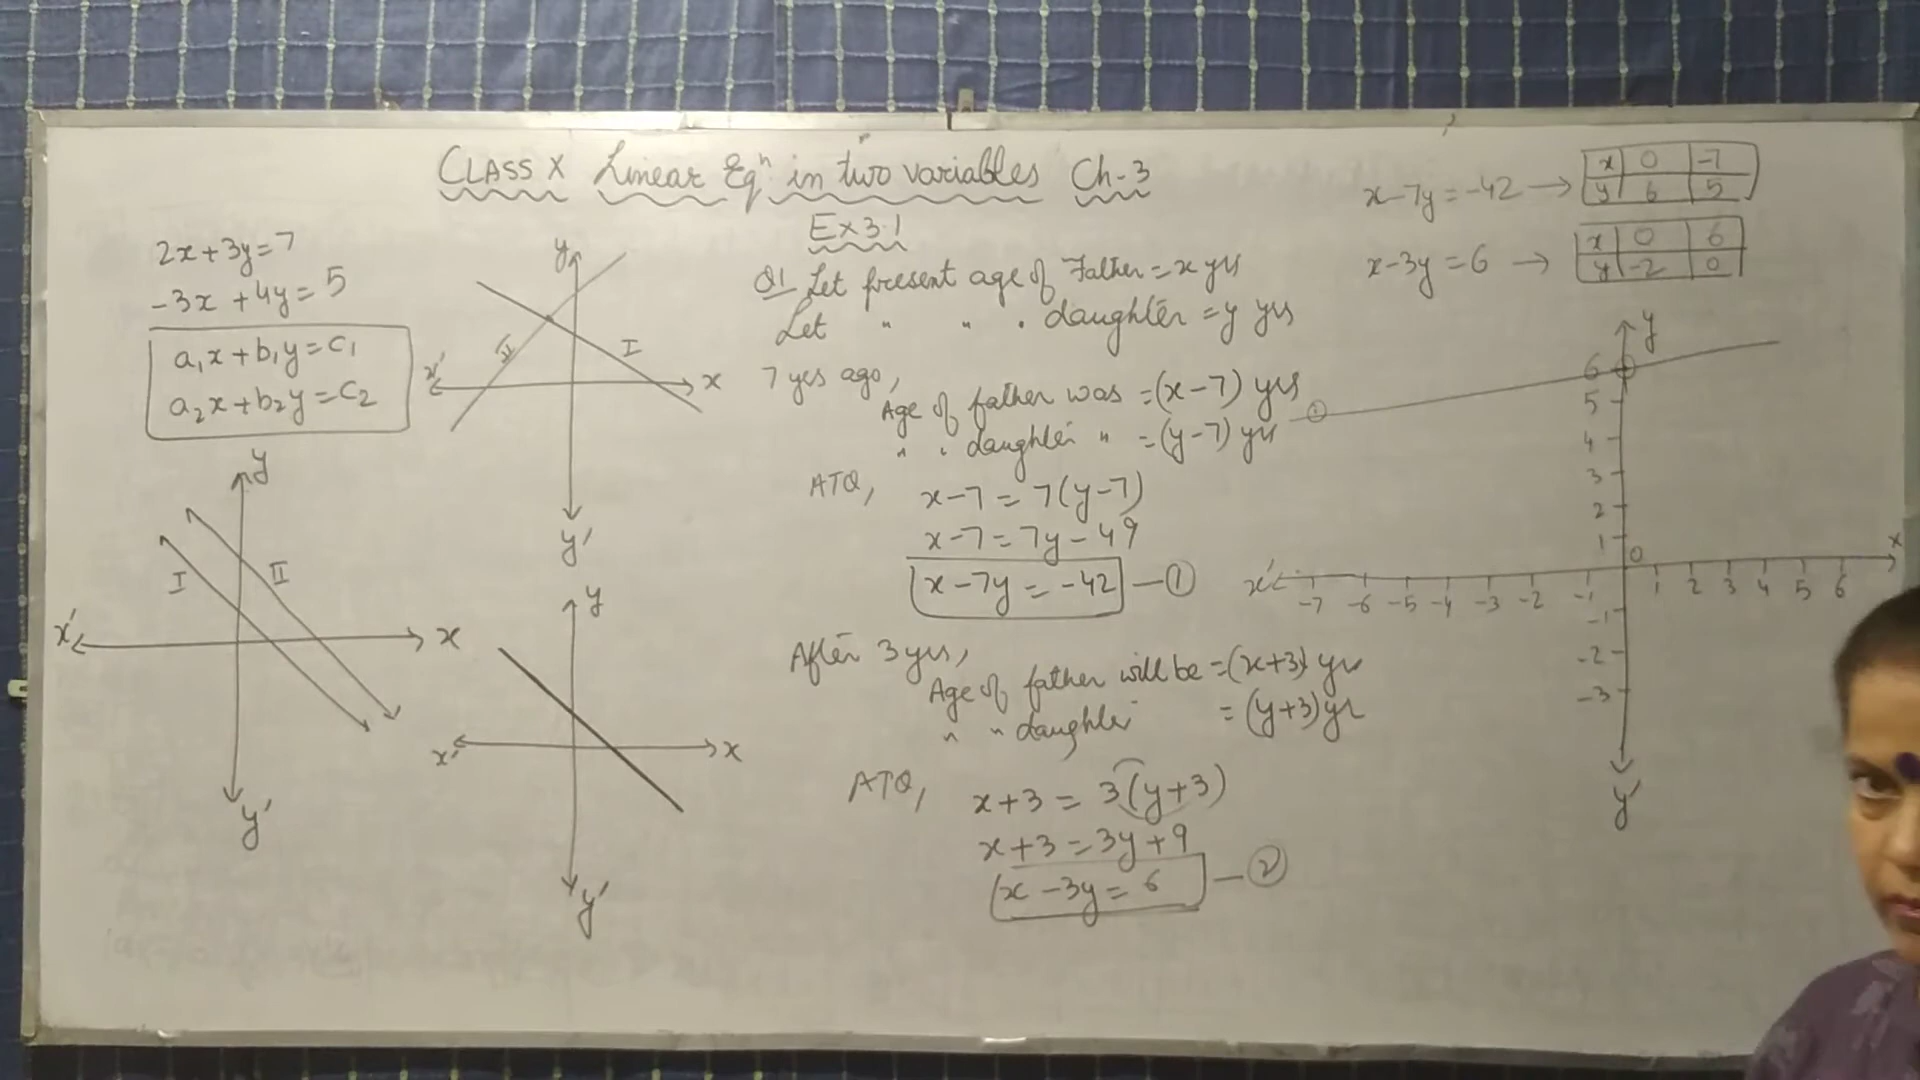 CLASS X Linear Eqⁿ in two variables Ch-3
Ex 3.1
2x+3y=7
-3x+4y=5
a₁x+b₁y=c₁
a₂x+b₂y=c₂
y
II
I
x'
x
y'
y
I
II
x'
x
y'
y
x'
x
y'
Q1 Let present age of Father = x yrs
Let " " " daughter = y yrs
7 yrs ago,
Age of father was = (x-7) yrs
" " daughter " = (y-7) yrs
ATQ,
x-7 = 7(y-7)
x-7 = 7y-49
x-7y = -42 — ①
After 3 yrs,
Age of father will be = (x+3) yrs
" " daughter = (y+3) yr
ATQ,
x+3 = 3(y+3)
x+3 = 3y+9
x-3y = 6 — ②
x-7y = -42 → x 0 -7
y 6 5
x-3y = 6 → x 0 6
y -2 0
y
6
5
4
3
2
1
0
x
x'
-7 -6 -5 -4 -3 -2 -1 1 2 3 4 5 6
-1
-2
-3
y'